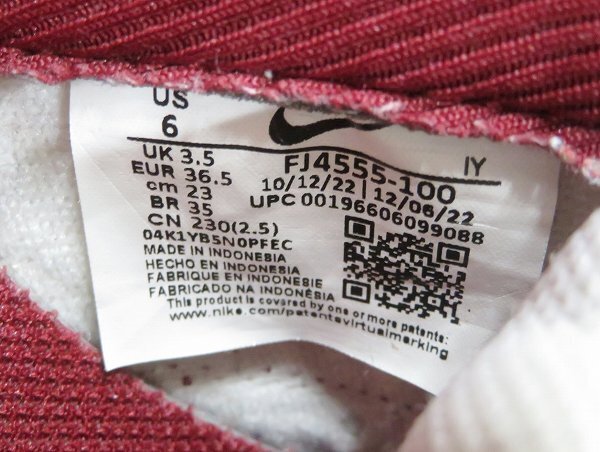 US
6
UK 3.5
EUR 36.5
cm 23
BR 35
CN 230(2.5)
04K1YB5N0PFEC
MADE IN INDONESIA
HECHO EN INDONESIA
FABRIQUE EN INDONESIE
FABRICADO NA INDONÉSIA
This product is covered by one or more patents:
www.nike.com/patentsvirtualmarking
FJ4555-100
IY
10/12/22 | 12/06/22
UPC 00196606099088